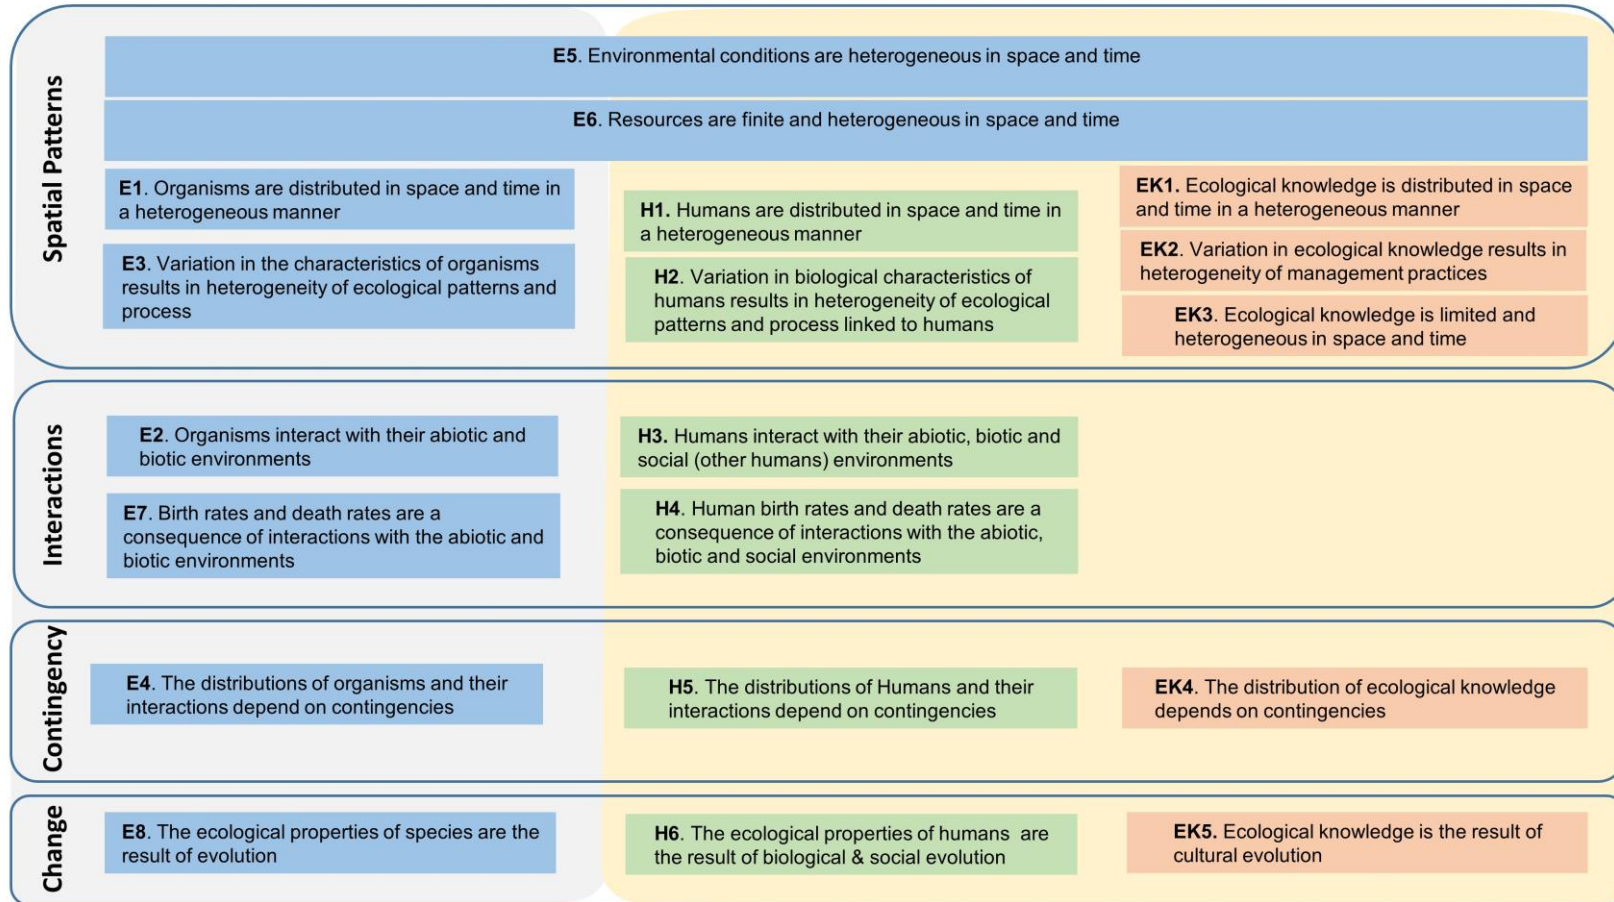 Spatial Patterns
E5. Environmental conditions are heterogeneous in space and time
E6. Resources are finite and heterogeneous in space and time
E1. Organisms are distributed in space and time in
a heterogeneous manner
E3. Variation in the characteristics of organisms
results in heterogeneity of ecological patterns and
process
H1. Humans are distributed in space and time in
a heterogeneous manner
H2. Variation in biological characteristics of
humans results in heterogeneity of ecological
patterns and process linked to humans
EK1. Ecological knowledge is distributed in space
and time in a heterogeneous manner
EK2. Variation in ecological knowledge results in
heterogeneity of management practices
EK3. Ecological knowledge is limited and
heterogeneous in space and time
Interactions
E2. Organisms interact with their abiotic and
biotic environments
E7. Birth rates and death rates are a
consequence of interactions with the abiotic and
biotic environments
H3. Humans interact with their abiotic, biotic and
social (other humans) environments
H4. Human birth rates and death rates are a
consequence of interactions with the abiotic,
biotic and social environments
Contingency
E4. The distributions of organisms and their
interactions depend on contingencies
H5. The distributions of Humans and their
interactions depend on contingencies
EK4. The distribution of ecological knowledge
depends on contingencies
Change
E8. The ecological properties of species are the
result of evolution
H6. The ecological properties of humans are
the result of biological & social evolution
EK5. Ecological knowledge is the result of
cultural evolution